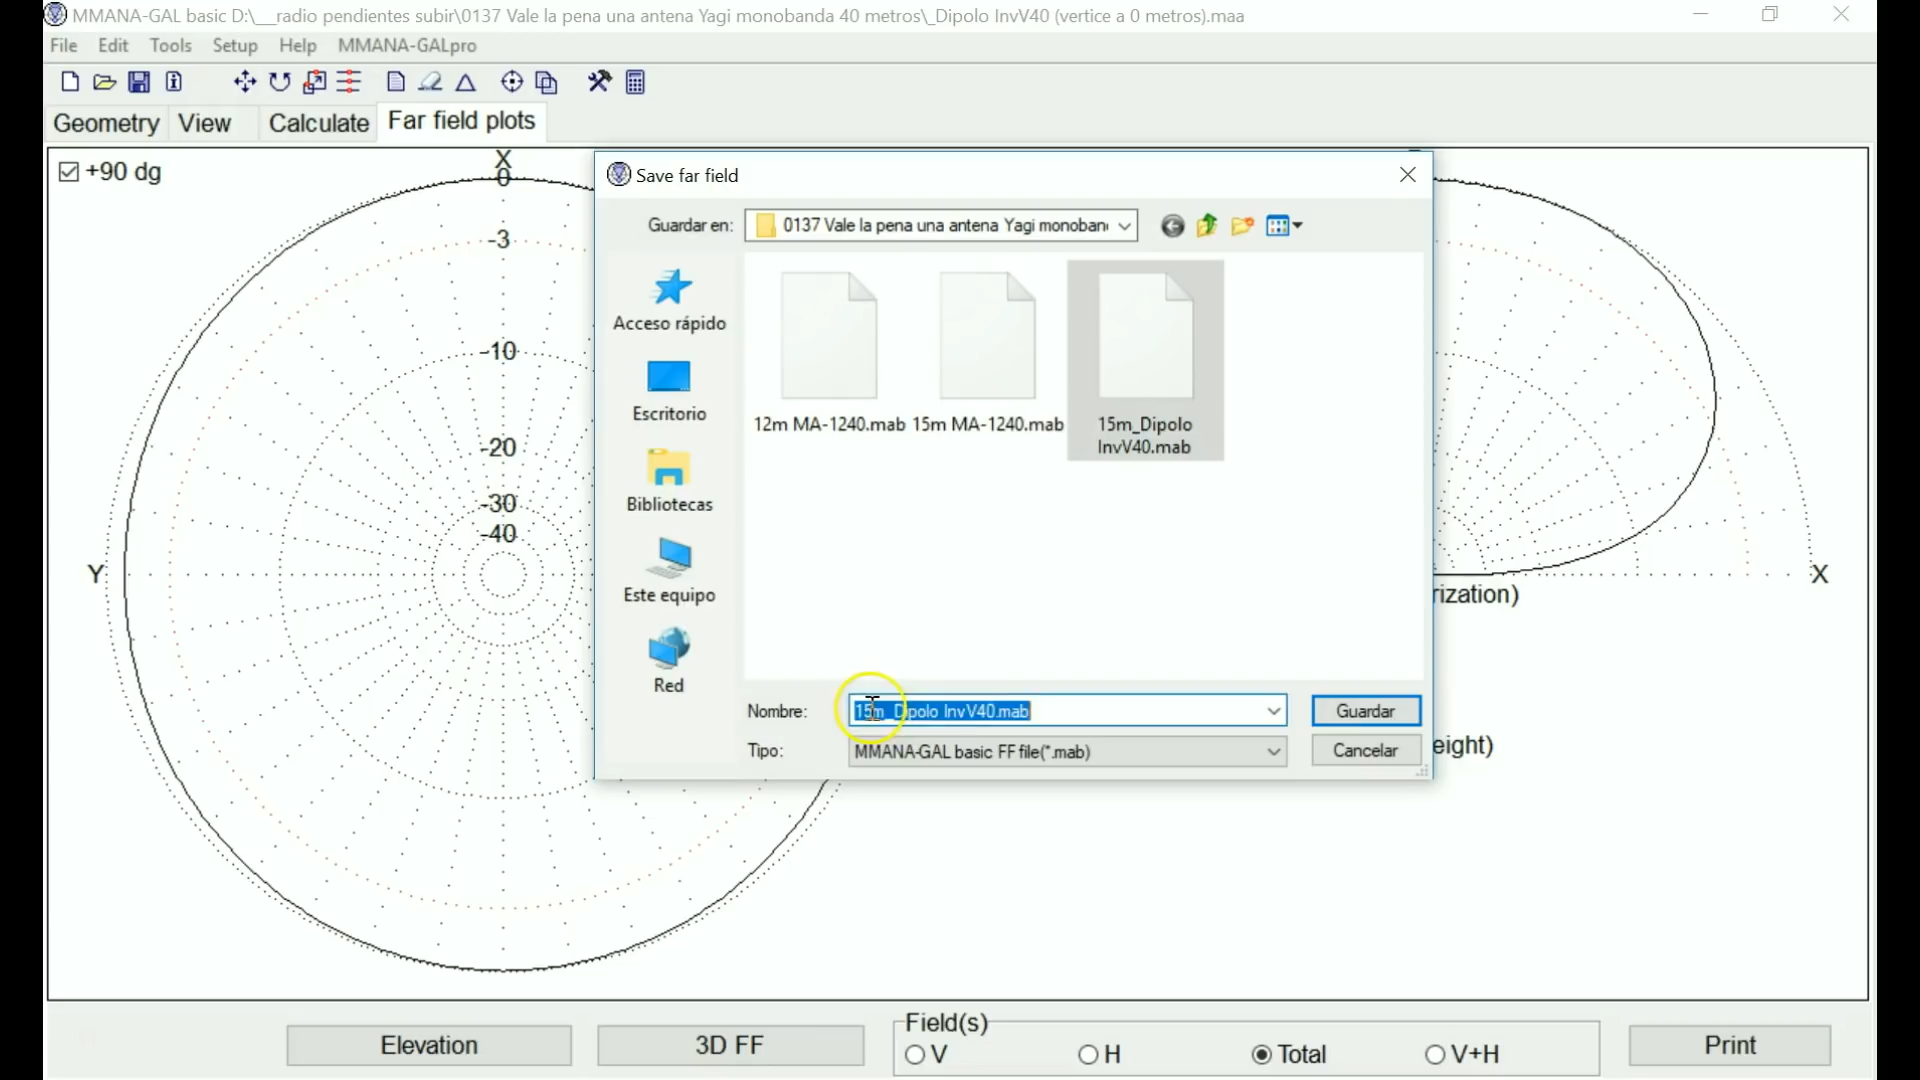 MMANA-GAL basic D:\___radio pendientes subir\0137 Vale la pena una antena Yagi monobanda 40 metros\_Dipolo InvV40 (vertice a 0 metros).maa
File Edit Tools Setup Help MMANA-GALpro
Geometry View Calculate Far field plots
+90 dg
X
0
-3
-10
-20
-30
-40
Y
Save far field
Guardar en: 0137 Vale la pena una antena Yagi monoban
Acceso rápido
Escritorio
Bibliotecas
Este equipo
Red
12m MA-1240.mab 15m MA-1240.mab 15m_Dipolo
InvV40.mab
Nombre: 15m_Dipolo InvV40.mab Guardar
Tipo: MMANA-GAL basic FF file(*.mab) Cancelar
X
rization)
eight)
Field(s)
Elevation 3D FF V H Total V+H Print